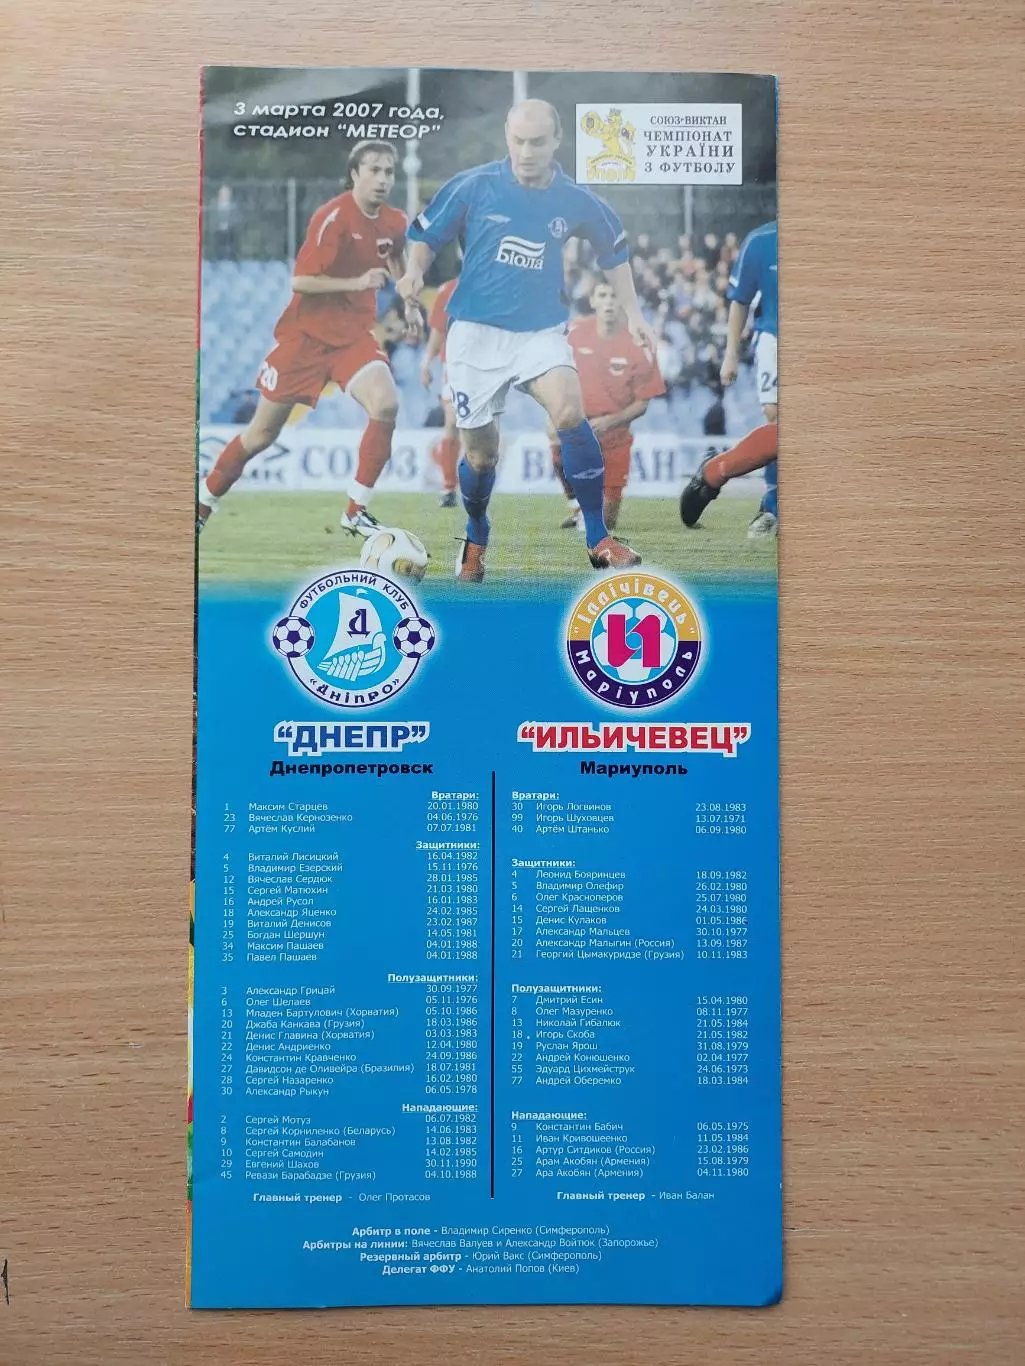 3 марта 2007 года,
стадион "МЕТЕОР"
СОЮЗ-ВИКТАН
ЧЕМПІОНАТ
УКРАЇНИ
З ФУТБОЛУ
Біола
20
28
24
СОЮЗ
ФУТБОЛЬНИЙ КЛУБ
Д
«Дніпро»
"Іллічівець"
И
Маріуполь
"ДНЕПР"
Днепропетровск
Вратари:
1 Максим Старцев 20.01.1980
23 Вячеслав Кернозенко 04.06.1976
77 Артём Куслий 07.07.1981
Защитники:
4 Виталий Лисицкий 16.04.1982
5 Владимир Езерский 15.11.1976
12 Вячеслав Сердюк 28.01.1985
15 Сергей Матюхин 21.03.1980
16 Андрей Русол 16.01.1983
18 Александр Яценко 24.02.1985
19 Виталий Денисов 23.02.1987
25 Богдан Шершун 14.05.1981
34 Максим Пашаев 04.01.1988
35 Павел Пашаев 04.01.1988
Полузащитники:
3 Александр Грицай 30.09.1977
6 Олег Шелаев 05.11.1976
13 Младен Бартулович (Хорватия) 05.10.1986
20 Джаба Канкава (Грузия) 18.03.1986
21 Денис Главина (Хорватия) 03.03.1983
22 Денис Андриенко 12.04.1980
24 Константин Кравченко 24.09.1986
27 Давидсон де Оливейра (Бразилия) 18.07.1981
28 Сергей Назаренко 16.02.1980
30 Александр Рыкун 06.05.1978
Нападающие:
2 Сергей Мотуз 06.07.1982
8 Сергей Корниленко (Беларусь) 14.06.1983
9 Константин Балабанов 13.08.1982
10 Сергей Самодин 14.02.1985
29 Евгений Шахов 30.11.1990
45 Ревази Барабадзе (Грузия) 04.10.1988
Главный тренер - Олег Протасов
"ИЛЬИЧЕВЕЦ"
Мариуполь
Вратари:
30 Игорь Логвинов 23.08.1983
99 Игорь Шуховцев 13.07.1971
40 Артём Штанько 06.09.1980
Защитники:
4 Леонид Бояринцев 18.09.1982
5 Владимир Олефир 26.02.1980
6 Олег Красноперов 25.07.1980
14 Сергей Лащенков 24.03.1980
15 Денис Кулаков 01.05.1986
17 Александр Мальцев 30.10.1977
20 Александр Малыгин (Россия) 13.09.1987
21 Георгий Цымакуридзе (Грузия) 10.11.1983
Полузащитники:
7 Дмитрий Есин 15.04.1980
8 Олег Мазуренко 08.11.1977
13 Николай Гибалюк 21.05.1984
18 Игорь Скоба 21.05.1982
19 Руслан Ярош 31.08.1979
22 Андрей Конюшенко 02.04.1977
55 Эдуард Цихмейструк 24.06.1973
77 Андрей Оберемко 18.03.1984
Нападающие:
9 Константин Бабич 06.05.1975
11 Иван Кривошеенко 11.05.1984
16 Артур Ситдиков (Россия) 23.02.1986
25 Арам Акобян (Армения) 15.08.1979
27 Ара Акобян (Армения) 04.11.1980
Главный тренер - Иван Балан
Арбитр в поле - Владимир Сиренко (Симферополь)
Арбитры на линии: Вячеслав Валуев и Александр Войтюк (Запорожье)
Резервный арбитр - Юрий Вакс (Симферополь)
Делегат ФФУ - Анатолий Попов (Киев)